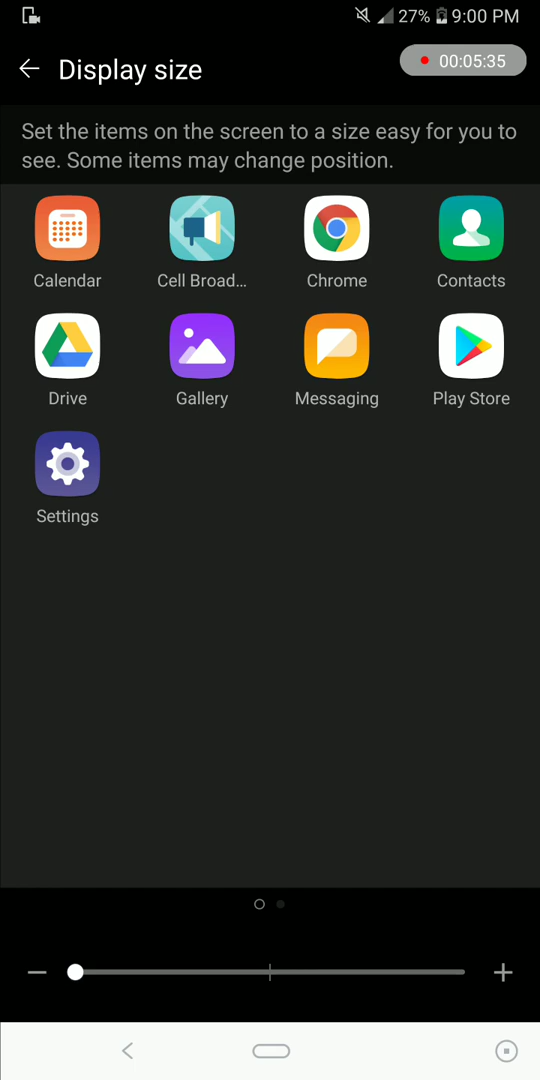 27% 9:00 PM
Display size
00:05:35
Set the items on the screen to a size easy for you to
see. Some items may change position.
Calendar Cell Broad... Chrome Contacts
Drive Gallery Messaging Play Store
Settings